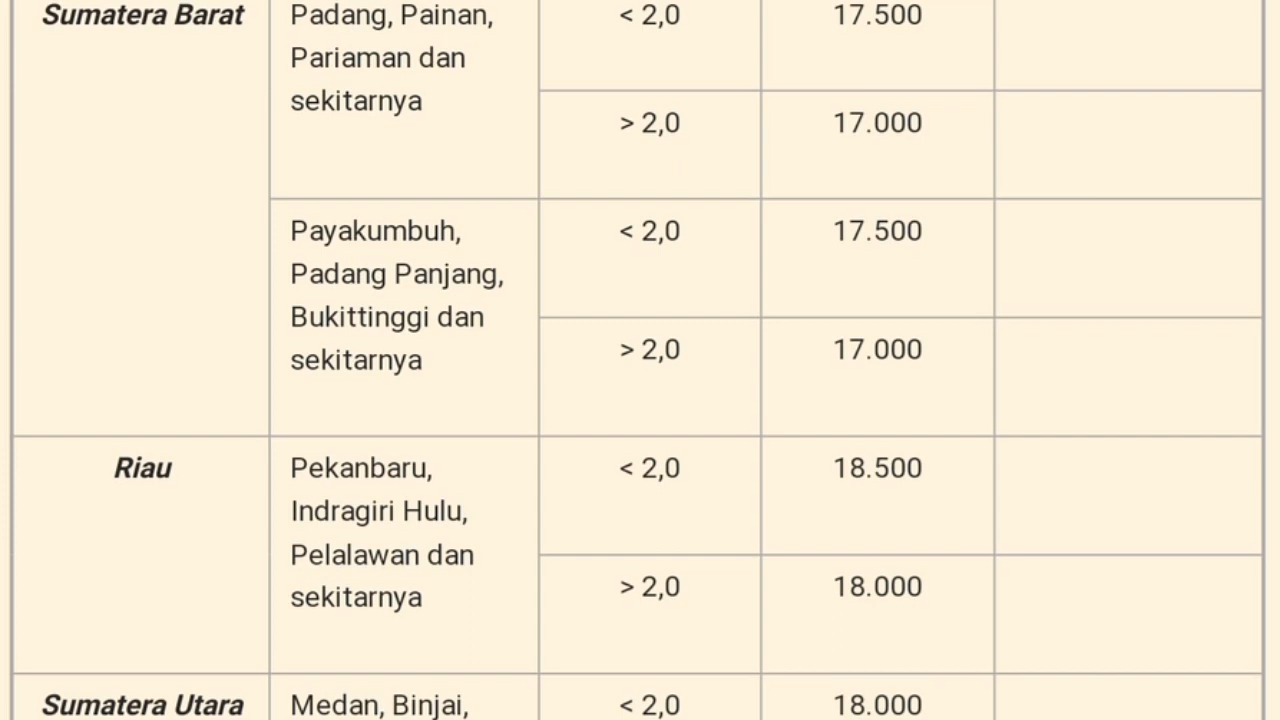 Sumatera Barat
Padang, Painan,
Pariaman dan
sekitarnya
< 2,0
17.500
> 2,0
17.000
Payakumbuh,
Padang Panjang,
Bukittinggi dan
sekitarnya
< 2,0
17.500
> 2,0
17.000
Riau
Pekanbaru,
Indragiri Hulu,
Pelalawan dan
sekitarnya
< 2,0
18.500
> 2,0
18.000
Sumatera Utara
Medan, Binjai,
< 2,0
18.000